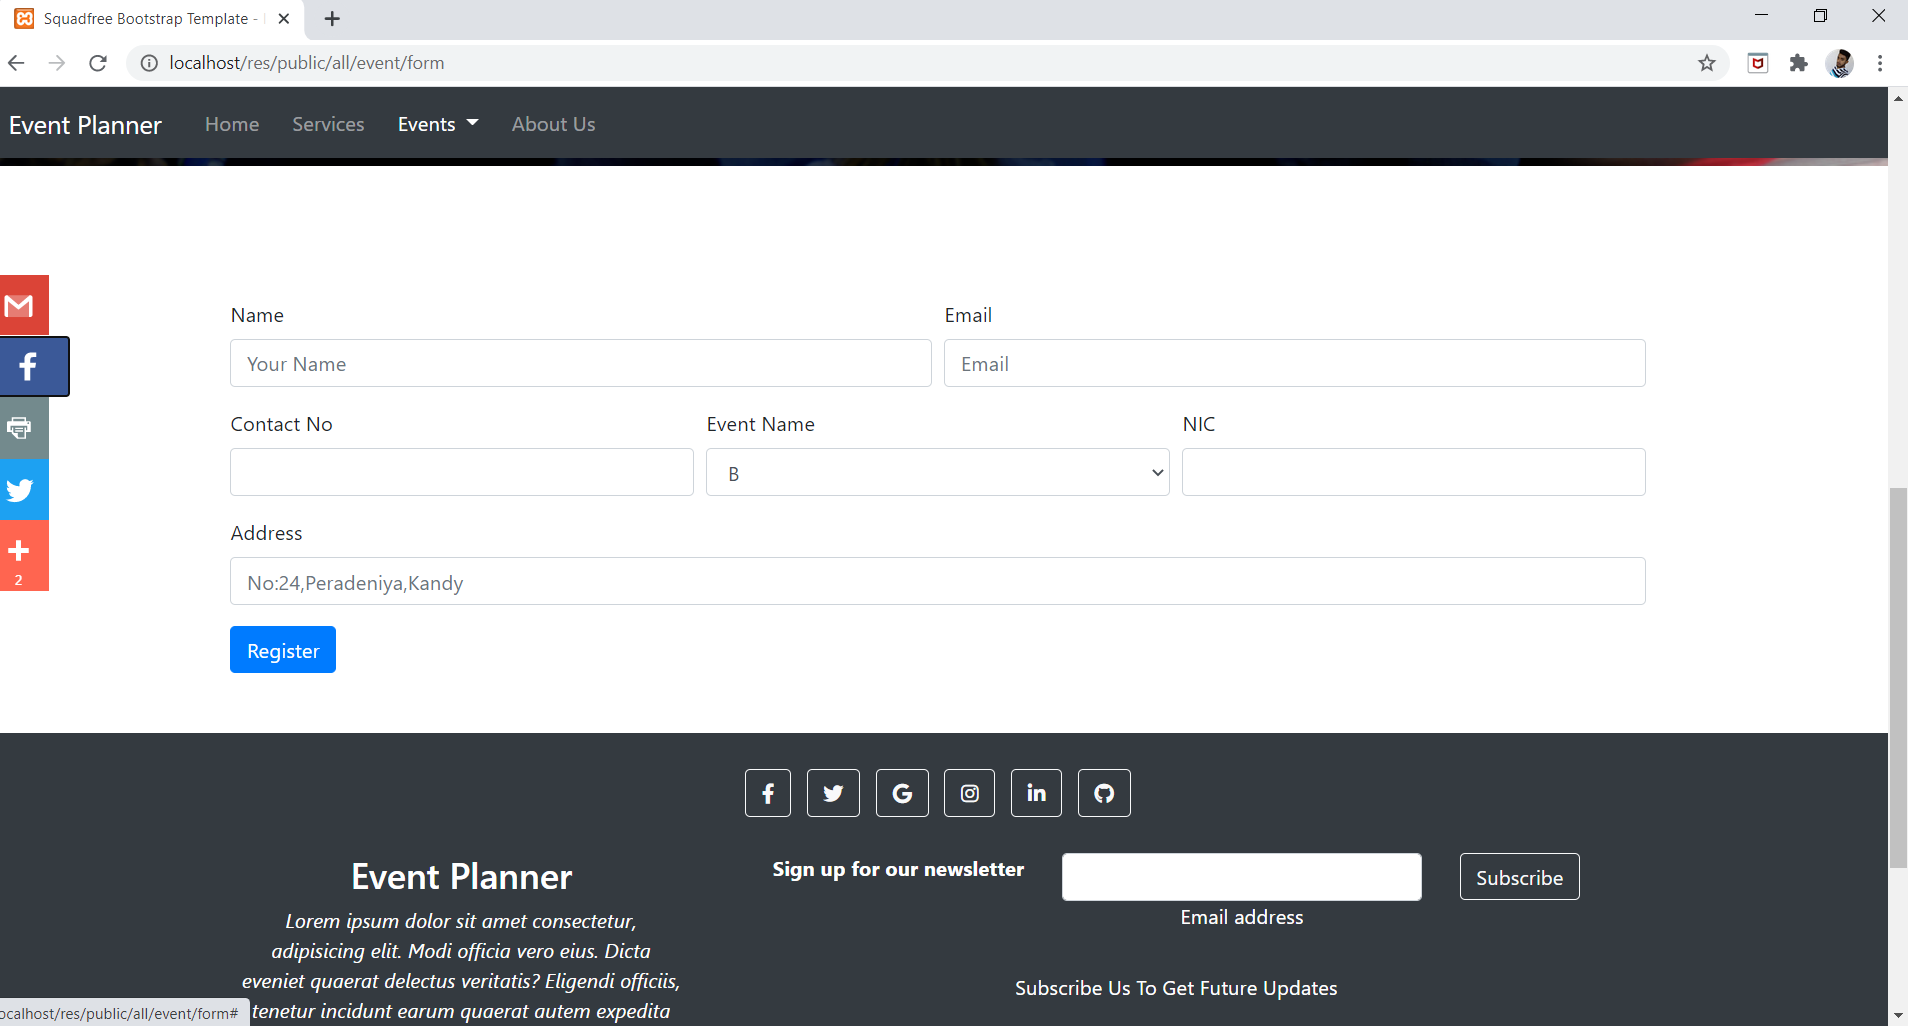 Squadfree Bootstrap Template -
localhost/res/public/all/event/form
Event Planner Home Services Events About Us
Name Email
Your Name Email
Contact No Event Name NIC
B
Address
2
No:24,Peradeniya,Kandy
Register
Event Planner
Sign up for our newsletter
Subscribe
Email address
Lorem ipsum dolor sit amet consectetur,
adipisicing elit. Modi officia vero eius. Dicta
eveniet quaerat delectus veritatis? Eligendi officiis,
tenetur incidunt earum quaerat autem expedita
Subscribe Us To Get Future Updates
ocalhost/res/public/all/event/form#